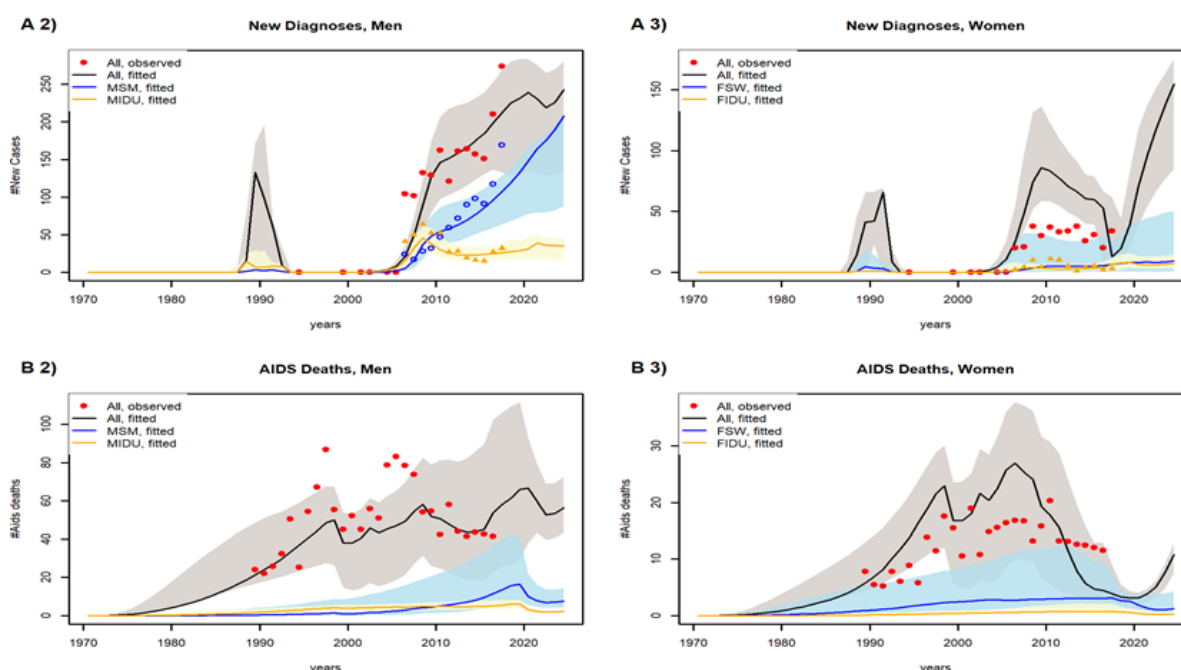 A 2)
New Diagnoses, Men
All, observed
All, fitted
MSM, fitted
MIDU, fitted
#New Cases
0
50
100
150
200
250
1970
1980
1990
2000
2010
2020
years
A 3)
New Diagnoses, Women
All, observed
All, fitted
FSW, fitted
FIDU, fitted
#New Cases
0
50
100
150
1970
1980
1990
2000
2010
2020
years
B 2)
AIDS Deaths, Men
All, observed
All, fitted
MSM, fitted
MIDU, fitted
#Aids deaths
0
20
40
60
80
100
1970
1980
1990
2000
2010
2020
years
B 3)
AIDS Deaths, Women
All, observed
All, fitted
FSW, fitted
FIDU, fitted
#Aids deaths
0
10
20
30
1970
1980
1990
2000
2010
2020
years